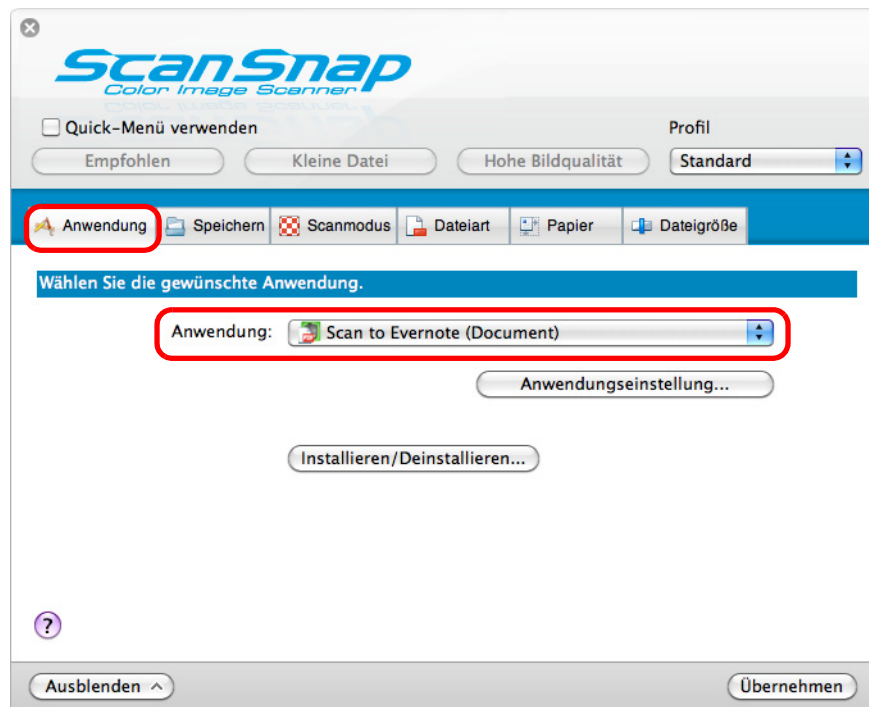 ScanSnap
Color Image Scanner
Quick-Menü verwenden
Profil
Empfohlen Kleine Datei Hohe Bildqualität Standard
Anwendung Speichern Scanmodus Dateiart Papier Dateigröße
Wählen Sie die gewünschte Anwendung.
Anwendung: Scan to Evernote (Document)
Anwendungseinstellung...
Installieren/Deinstallieren...
?
Ausblenden Übernehmen